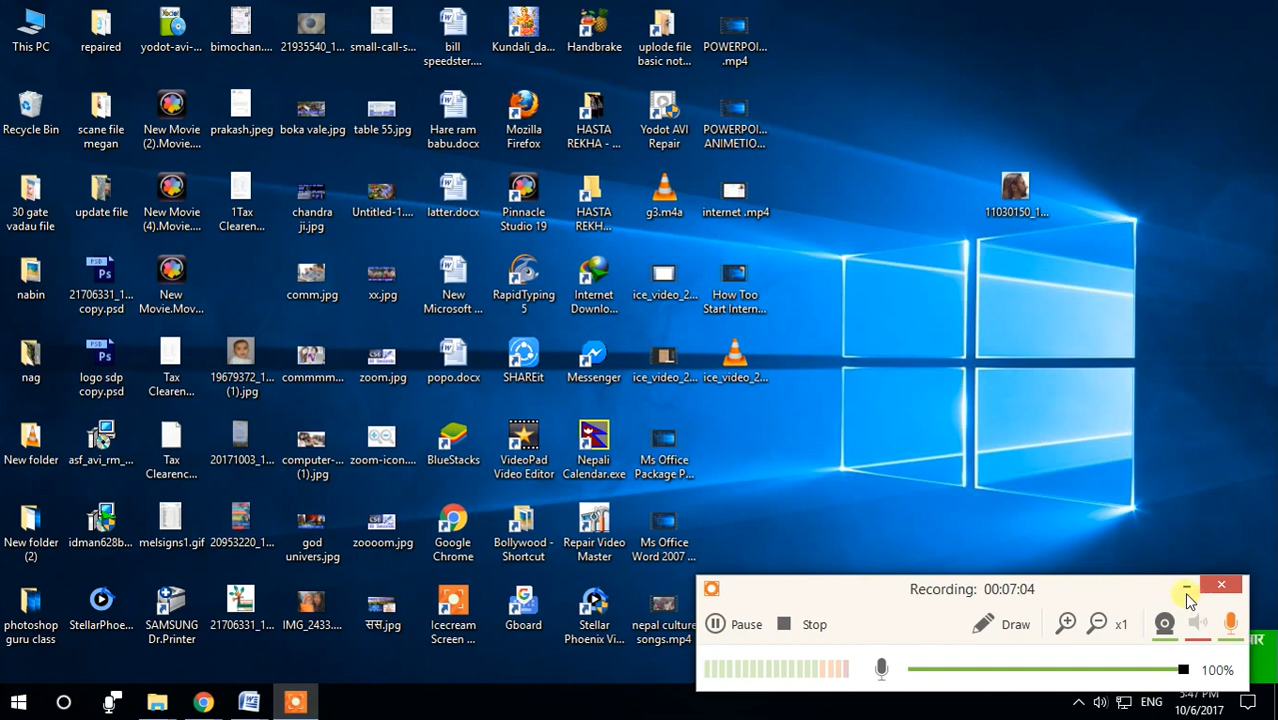 This PC
repaired
yodot-avi-...
bimochan....
21935540_1...
small-call-s...
bill
speedster....
Kundali_da...
Handbrake
uplode file
basic not...
POWERPOI...
.mp4
Recycle Bin
scane file
megan
New Movie
(2).Movie....
prakash.jpeg
boka vale.jpg
table 55.jpg
Hare ram
babu.docx
Mozilla
Firefox
HASTA
REKHA - ...
Yodot AVI
Repair
POWERPOI...
ANIMETIO...
30 gate
vadau file
update file
New Movie
(4).Movie....
1Tax
Clearen...
chandra
ji.jpg
Untitled-1....
latter.docx
Pinnacle
Studio 19
HASTA
REKH...
g3.m4a
internet .mp4
11030150_1...
nabin
21706331_1...
copy.psd
New
Movie.Mov...
comm.jpg
xx.jpg
New
Microsoft ...
RapidTyping
5
Internet
Downlo...
ice_video_2...
How Too
Start Intern...
nag
logo sdp
copy.psd
Tax
Clearen...
19679372_1...
(1).jpg
commmm...
zoom.jpg
popo.docx
SHAREit
Messenger
ice_video_2...
ice_video_2...
New folder
asf_avi_rm_...
Tax
Clearenc...
20171003_1...
computer-...
(1).jpg
zoom-icon....
BlueStacks
VideoPad
Video Editor
Nepali
Calendar.exe
Ms Office
Package P...
New folder
(2)
idman628b...
melsigns1.gif
20953220_1...
god
univers.jpg
zoooom.jpg
Google
Chrome
Bollywood -
Shortcut
Repair Video
Master
Ms Office
Word 2007 ...
photoshop
guru class
StellarPhoe...
SAMSUNG
Dr.Printer
21706331_1...
IMG_2433....
सस.jpg
Icecream
Screen ...
Gboard
Stellar
Phoenix Vi...
nepal culture
songs.mp4
Recording: 00:07:04
Pause
Stop
Draw
x1
100%
ENG
5:47 PM
10/6/2017